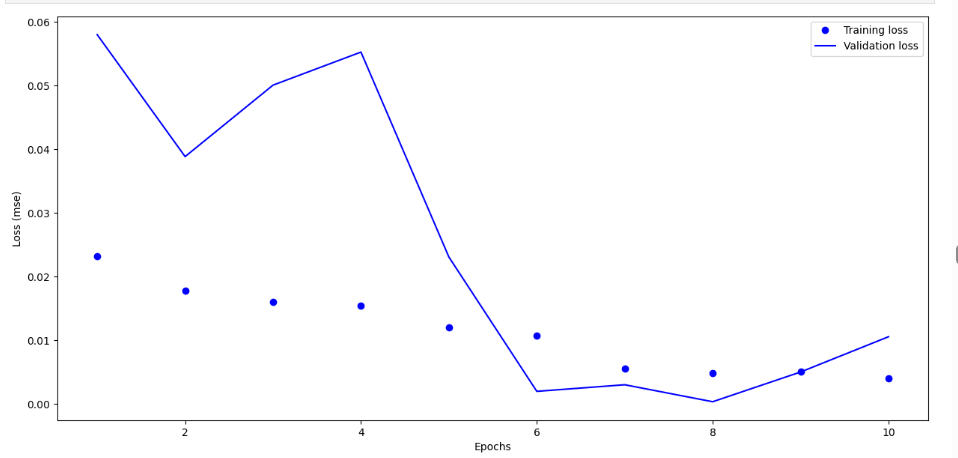 0.06
0.05
0.04
0.03
0.02
0.01
0.00
Loss (mse)
Training loss
Validation loss
2 4 6 8 10
Epochs